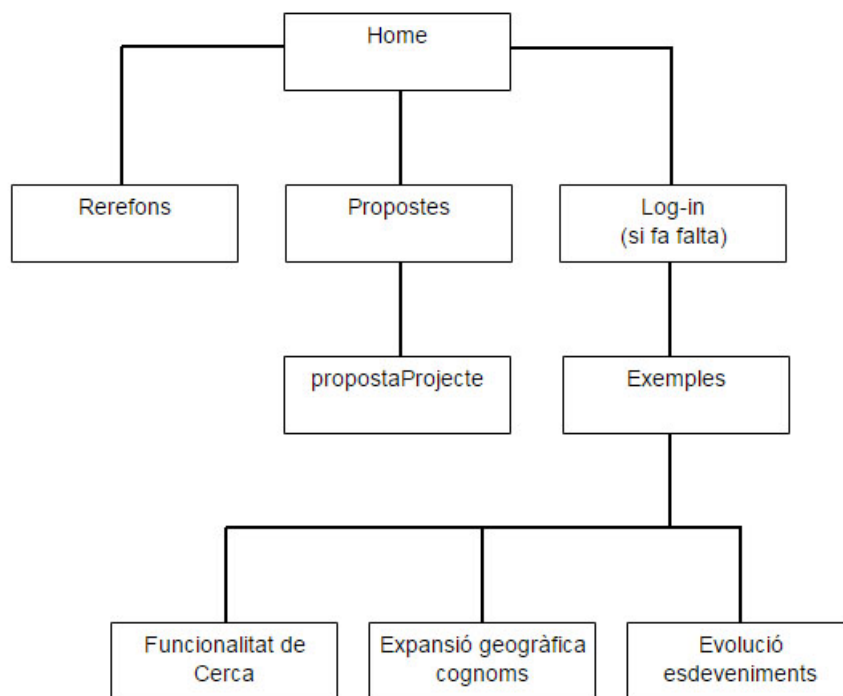 Home
Rerefons
Propostes
Log-in
(si fa falta)
propostaProjecte
Exemples
Funcionalitat de
Cerca
Expansió geogràfica
cognoms
Evolució
esdeveniments